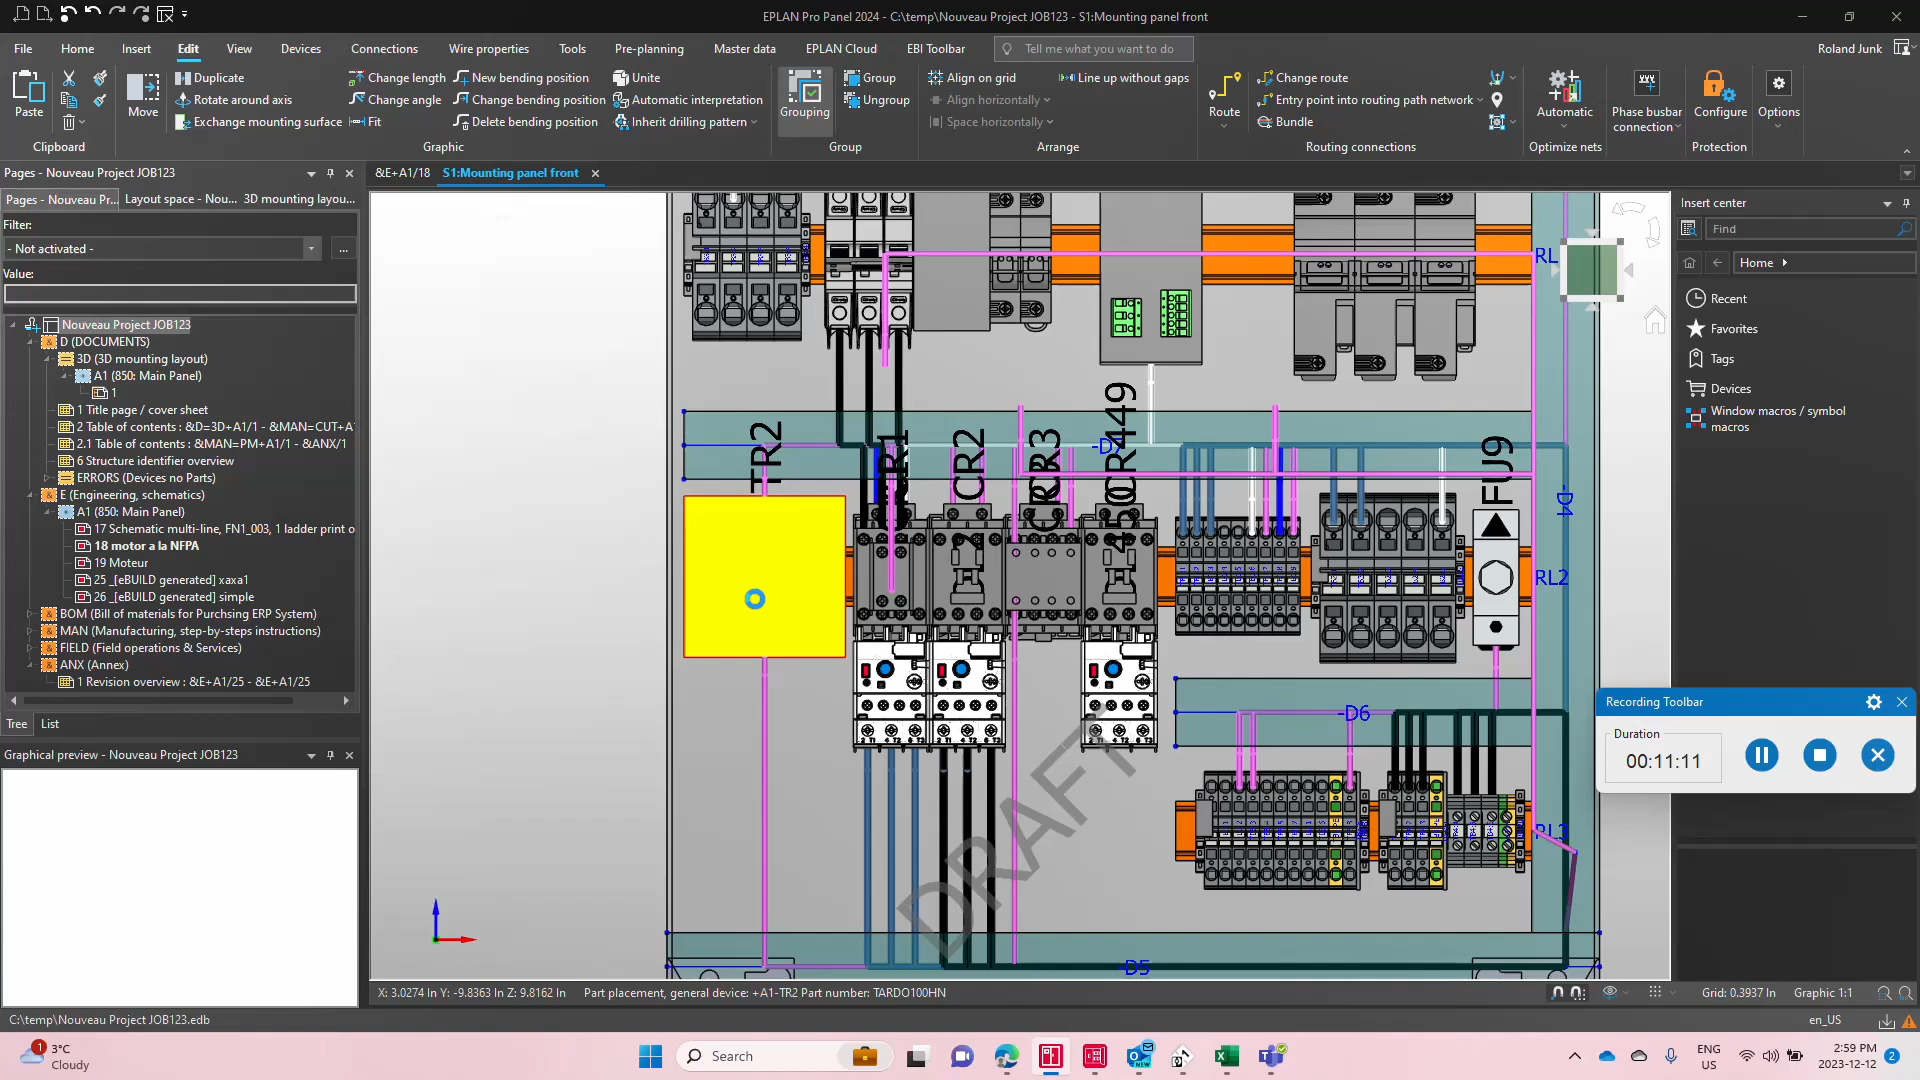 EPLAN Pro Panel 2024 - C:\temp\Nouveau Project JOB123 - S1:Mounting panel front
File Home Insert Edit View Devices Connections Wire properties Tools Pre-planning Master data EPLAN Cloud EBI Toolbar Tell me what you want to do Roland Junk
Paste
Clipboard
Move
Duplicate
Rotate around axis
Exchange mounting surface
Change length
Change angle
Fit
New bending position
Change bending position
Delete bending position
Unite
Automatic interpretation
Inherit drilling pattern
Graphic
Grouping
Group
Ungroup
Group
Align on grid
Align horizontally
Space horizontally
Line up without gaps
Arrange
Route
Change route
Entry point into routing path network
Bundle
Routing connections
Automatic
Optimize nets
Phase busbar
connection
Configure
Protection
Options
Pages - Nouveau Project JOB123
Pages - Nouveau Pr... Layout space - Nou... 3D mounting layou...
Filter:
- Not activated -
...
Value:
Nouveau Project JOB123
D (DOCUMENTS)
3D (3D mounting layout)
A1 (850: Main Panel)
1
1 Title page / cover sheet
2 Table of contents : &D=3D+A1/1 - &MAN=CUT+A
2.1 Table of contents : &MAN=PM+A1/1 - &ANX/1
6 Structure identifier overview
ERRORS (Devices no Parts)
E (Engineering, schematics)
A1 (850: Main Panel)
17 Schematic multi-line, FN1_003, 1 ladder print o
18 motor a la NFPA
19 Moteur
25 _[eBUILD generated] xaxa1
26 _[eBUILD generated] simple
BOM (Bill of materials for Purchsing ERP System)
MAN (Manufacturing, step-by-steps instructions)
FIELD (Field operations & Services)
ANX (Annex)
1 Revision overview : &E+A1/25 - &E+A1/25
Tree List
Graphical preview - Nouveau Project JOB123
&E+A1/18 S1:Mounting panel front
RL
TR2
CR2
CR449
FU9
-D7
-D4
RL2
-D6
RL3
-D5
DRAFT
X: 3.0274 In Y: -9.8363 In Z: 9.8162 In Part placement, general device: +A1-TR2 Part number: TARDO100HN
Grid: 0.3937 In Graphic 1:1
Insert center
Find
Home
Recent
Favorites
Tags
Devices
Window macros / symbol
macros
Recording Toolbar
Duration
00:11:11
C:\temp\Nouveau Project JOB123.edb
en_US
1
3°C
Cloudy
Search
NEW
ENG
US
2:59 PM
2023-12-12
2